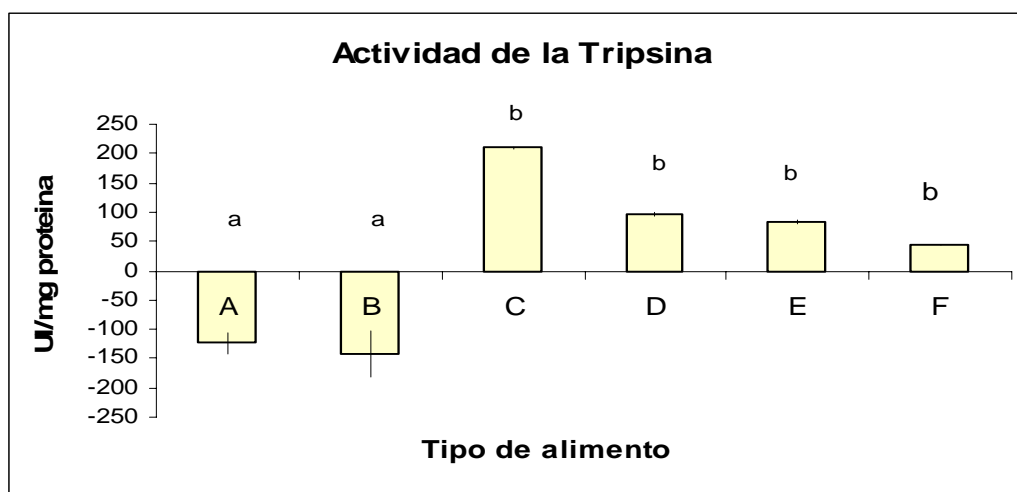 Actividad de la Tripsina
UI/mg proteina
250
200
150
100
50
0
-50
-100
-150
-200
-250
a
a
b
b
b
b
A
B
C
D
E
F
Tipo de alimento